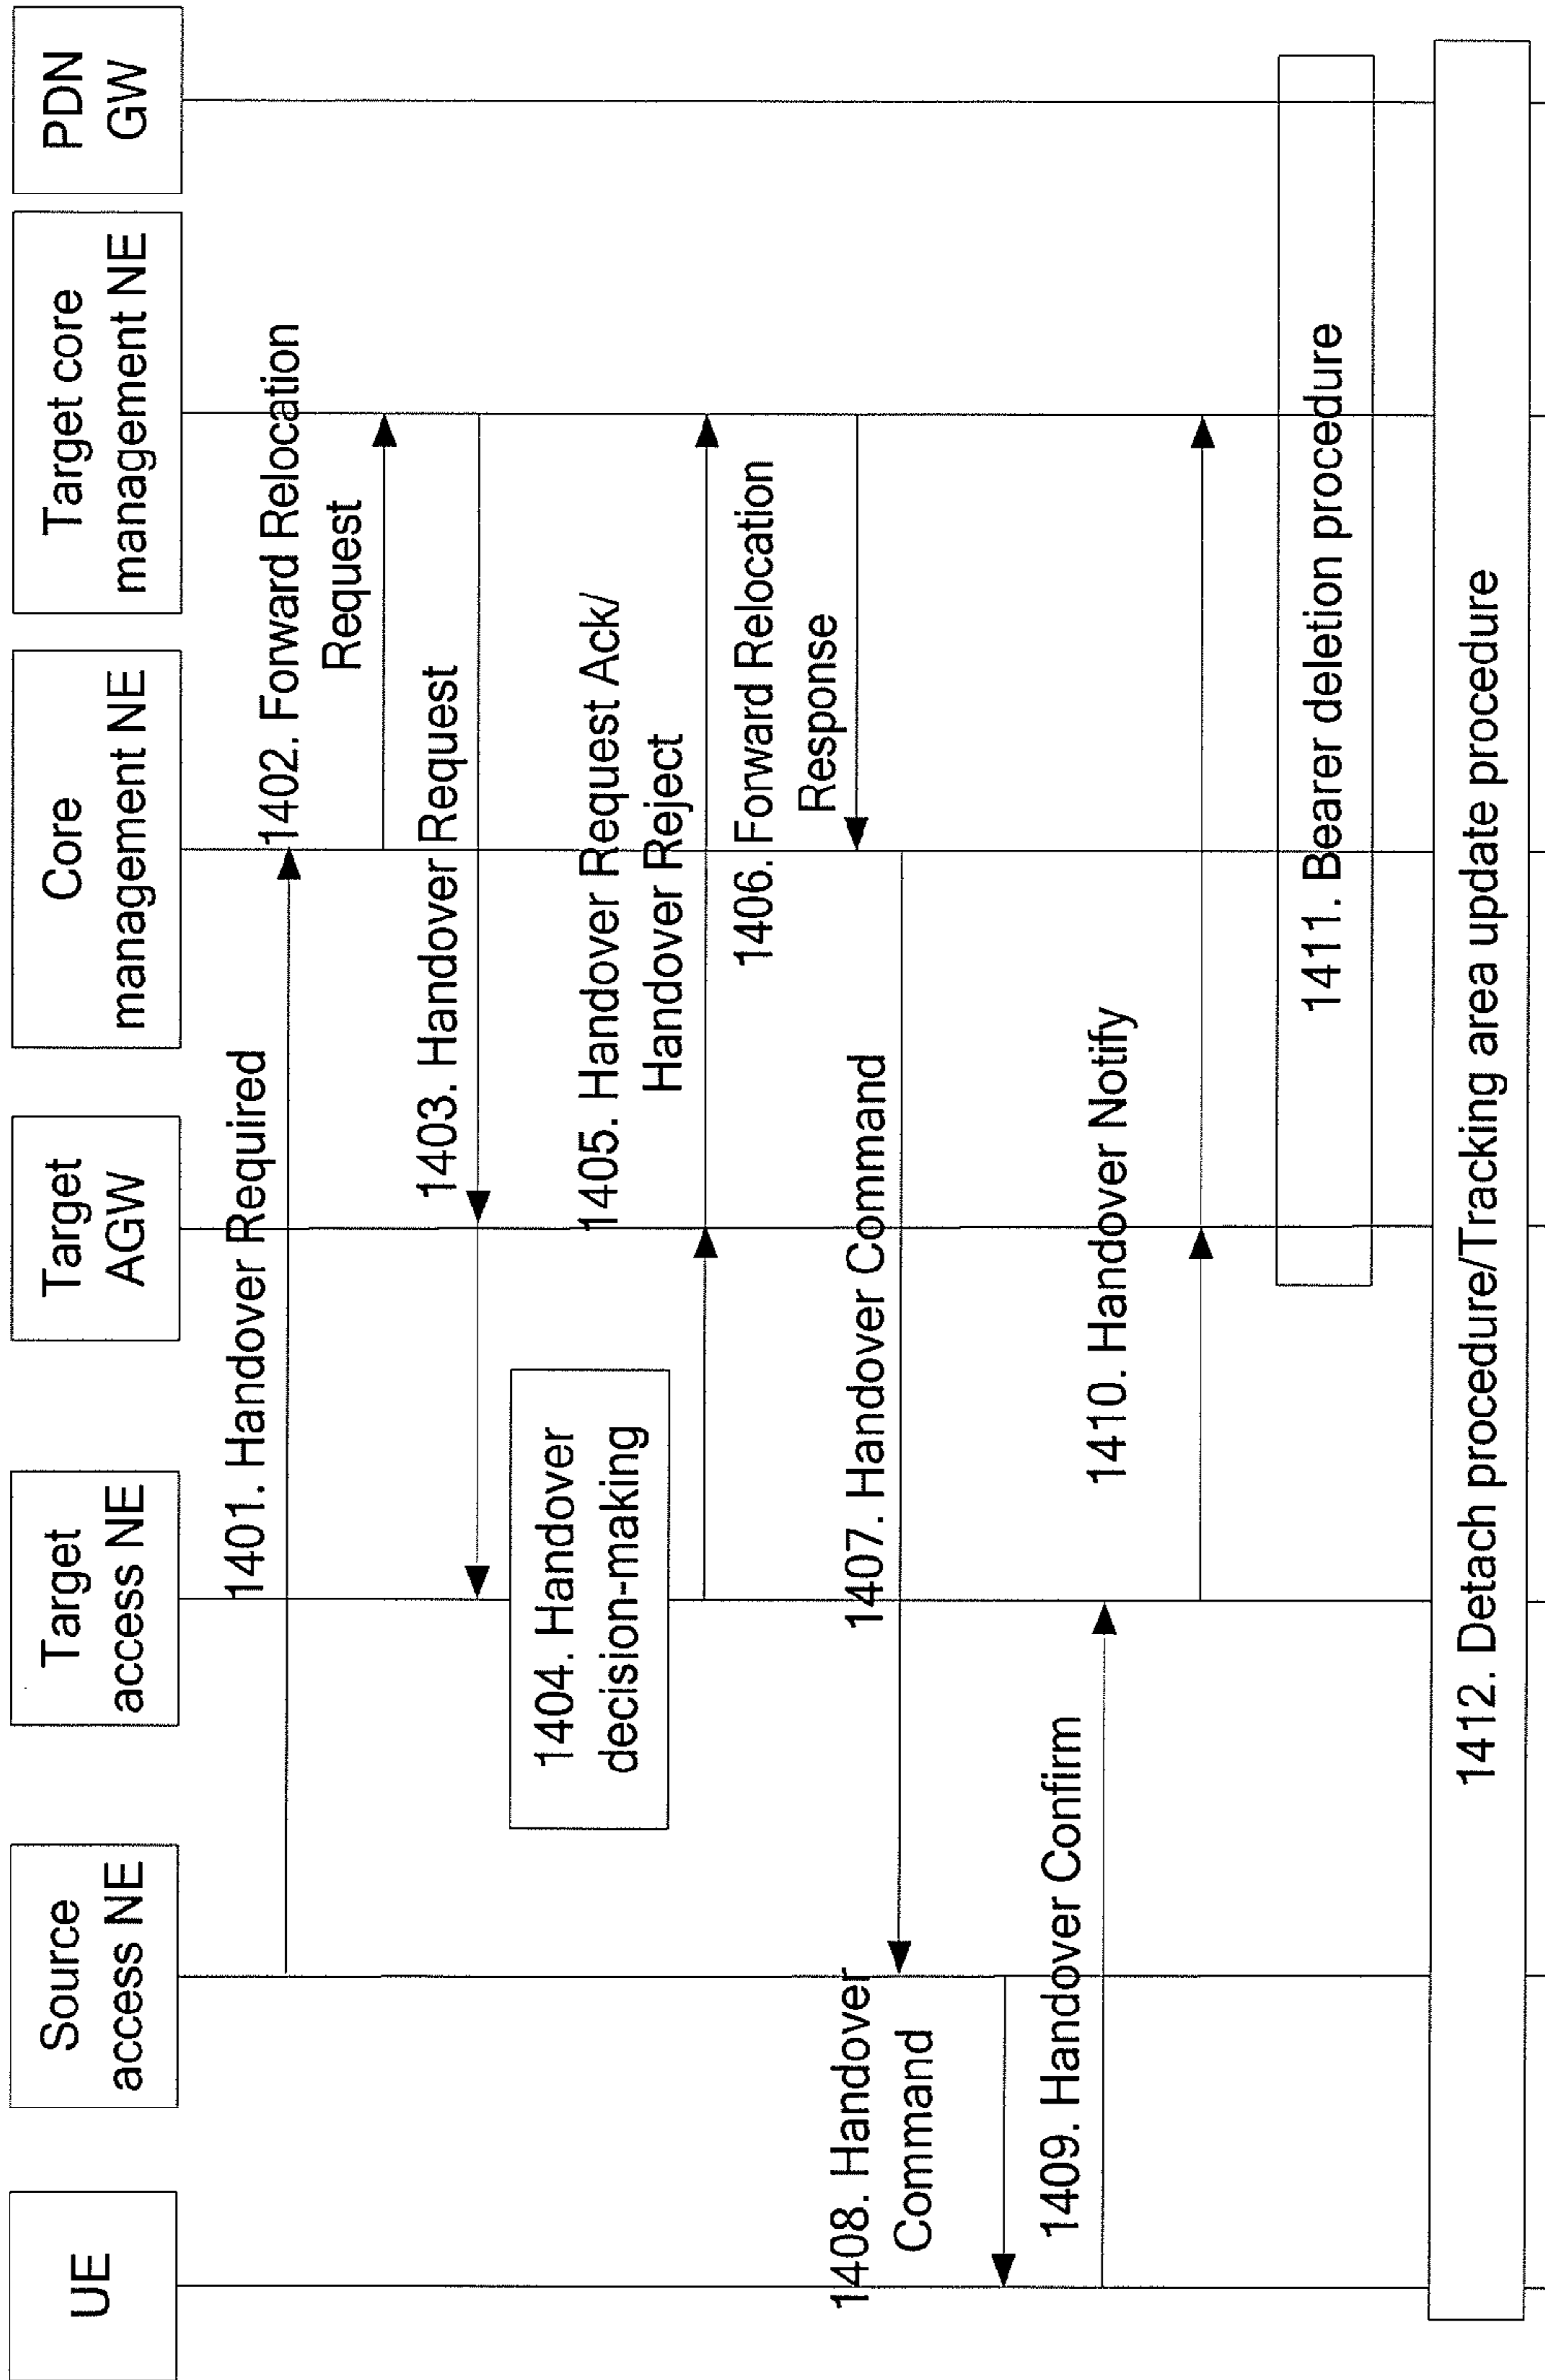 UE
Source
access NE
Target
access NE
Target
AGW
Core
management NE
Target core
management NE
PDN
GW
1401. Handover Required
1402. Forward Relocation
Request
1403. Handover Request
1404. Handover
decision-making
1405. Handover Request Ack/
Handover Reject
1406. Forward Relocation
Response
1407. Handover Command
1408. Handover
Command
1409. Handover Confirm
1410. Handover Notify
1411. Bearer deletion procedure
1412. Detach procedure/Tracking area update procedure